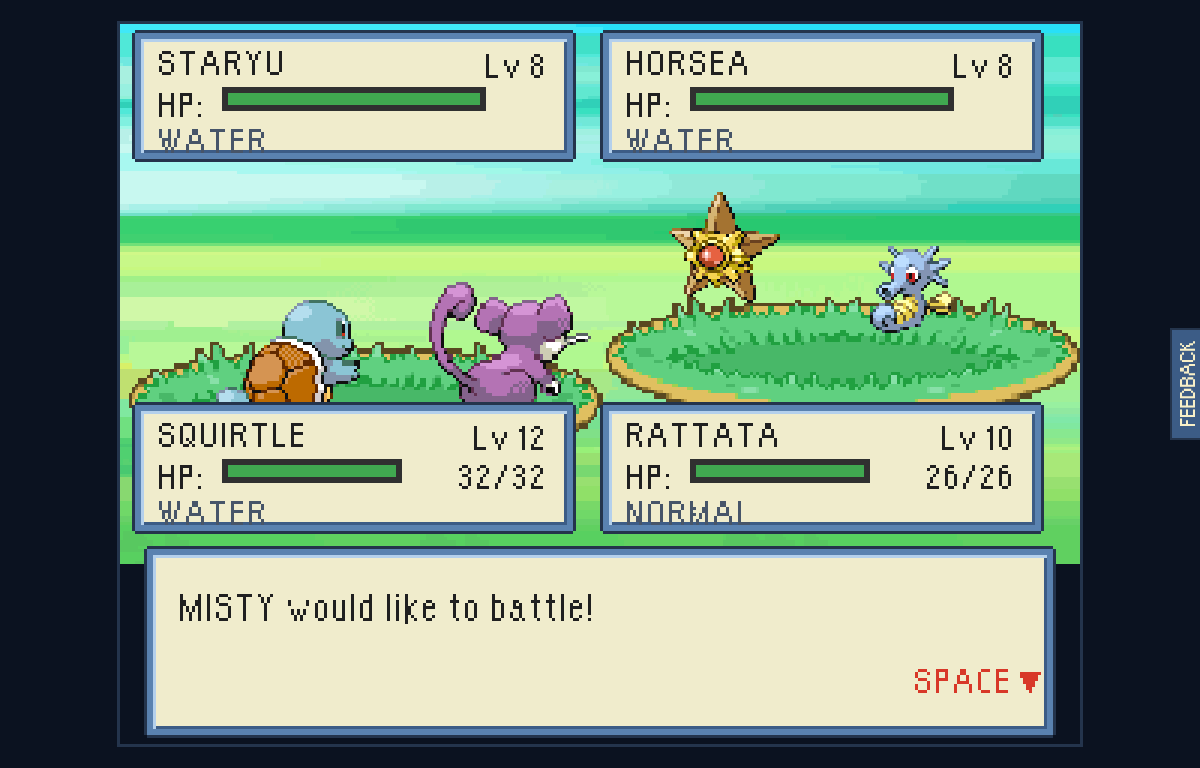 STARYU Lv 8
HP:
WATER
HORSEA Lv 8
HP:
WATER
SQUIRTLE Lv 12
HP: 32/32
WATER
RATTATA Lv 10
HP: 26/26
NORMAL
MISTY would like to battle!
SPACE ▼
FEEDBACK